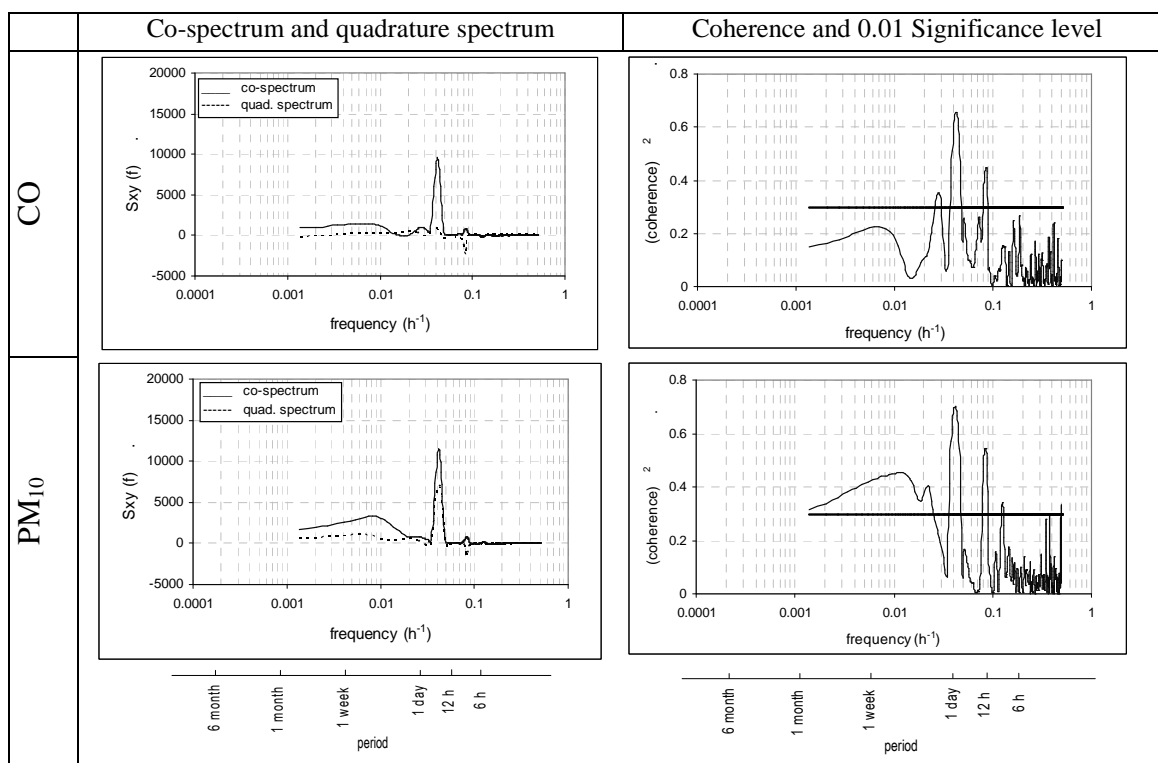 Co-spectrum and quadrature spectrum
Coherence and 0.01 Significance level
CO
20000
15000
10000
5000
0
-5000
Sxy (f)
co-spectrum
quad. spectrum
0.0001
0.001
0.01
0.1
1
frequency (h-1)
0.8
0.6
0.4
0.2
0
(coherence) 2
0.0001
0.001
0.01
0.1
1
frequency (h-1)
PM10
20000
15000
10000
5000
0
-5000
Sxy (f)
co-spectrum
quad. spectrum
0.0001
0.001
0.01
0.1
1
frequency (h-1)
0.8
0.6
0.4
0.2
0
(coherence) 2
0.0001
0.001
0.01
0.1
1
frequency (h-1)
6 month
1 month
1 week
1 day
12 h
6 h
period
6 month
1 month
1 week
1 day
12 h
6 h
period